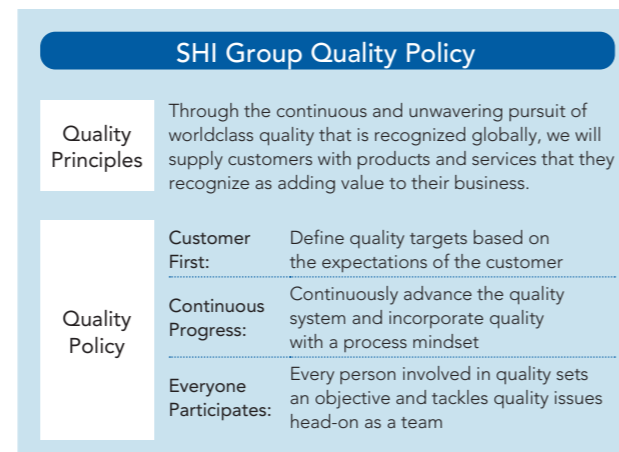 SHI Group Quality Policy
Quality
Principles
Through the continuous and unwavering pursuit of
worldclass quality that is recognized globally, we will
supply customers with products and services that they
recognize as adding value to their business.
Quality
Policy
Customer
First:
Define quality targets based on
the expectations of the customer
Continuous
Progress:
Continuously advance the quality
system and incorporate quality
with a process mindset
Everyone
Participates:
Every person involved in quality sets
an objective and tackles quality issues
head-on as a team